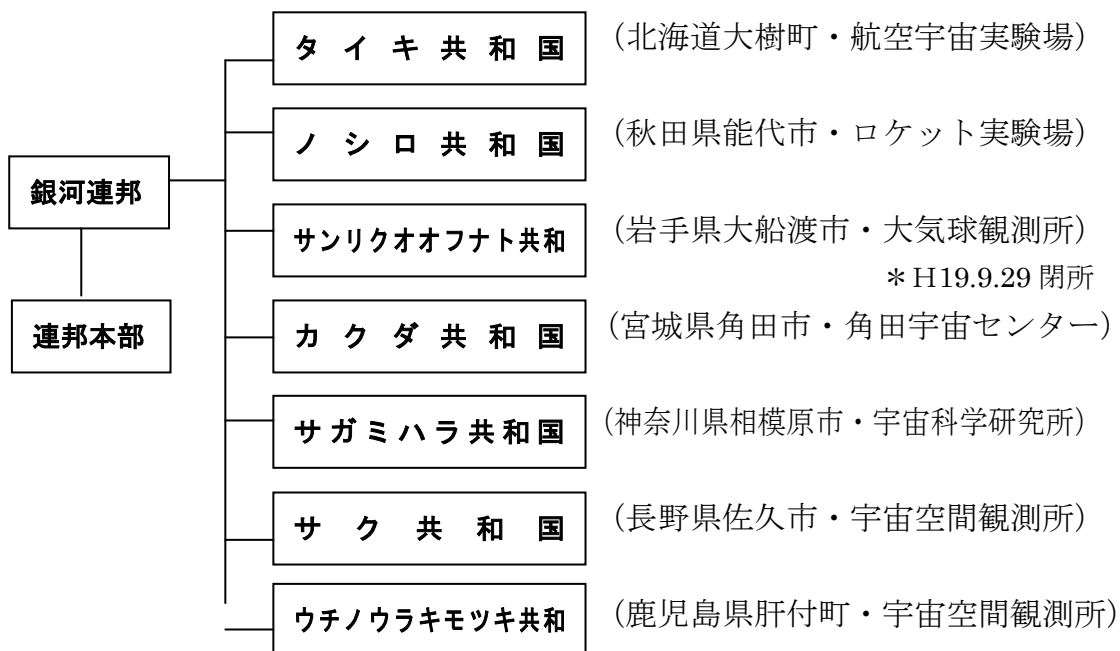 タイキ共和国 (北海道大樹町・航空宇宙実験場)
ノシロ共和国 (秋田県能代市・ロケット実験場)
銀河連邦
サンリクオオフナト共和 (岩手県大船渡市・大気球観測所)
＊H19.9.29 閉所
連邦本部
カクダ共和国 (宮城県角田市・角田宇宙センター)
サガミハラ共和国 (神奈川県相模原市・宇宙科学研究所)
サク共和国 (長野県佐久市・宇宙空間観測所)
ウチノウラキモツキ共和 (鹿児島県肝付町・宇宙空間観測所)